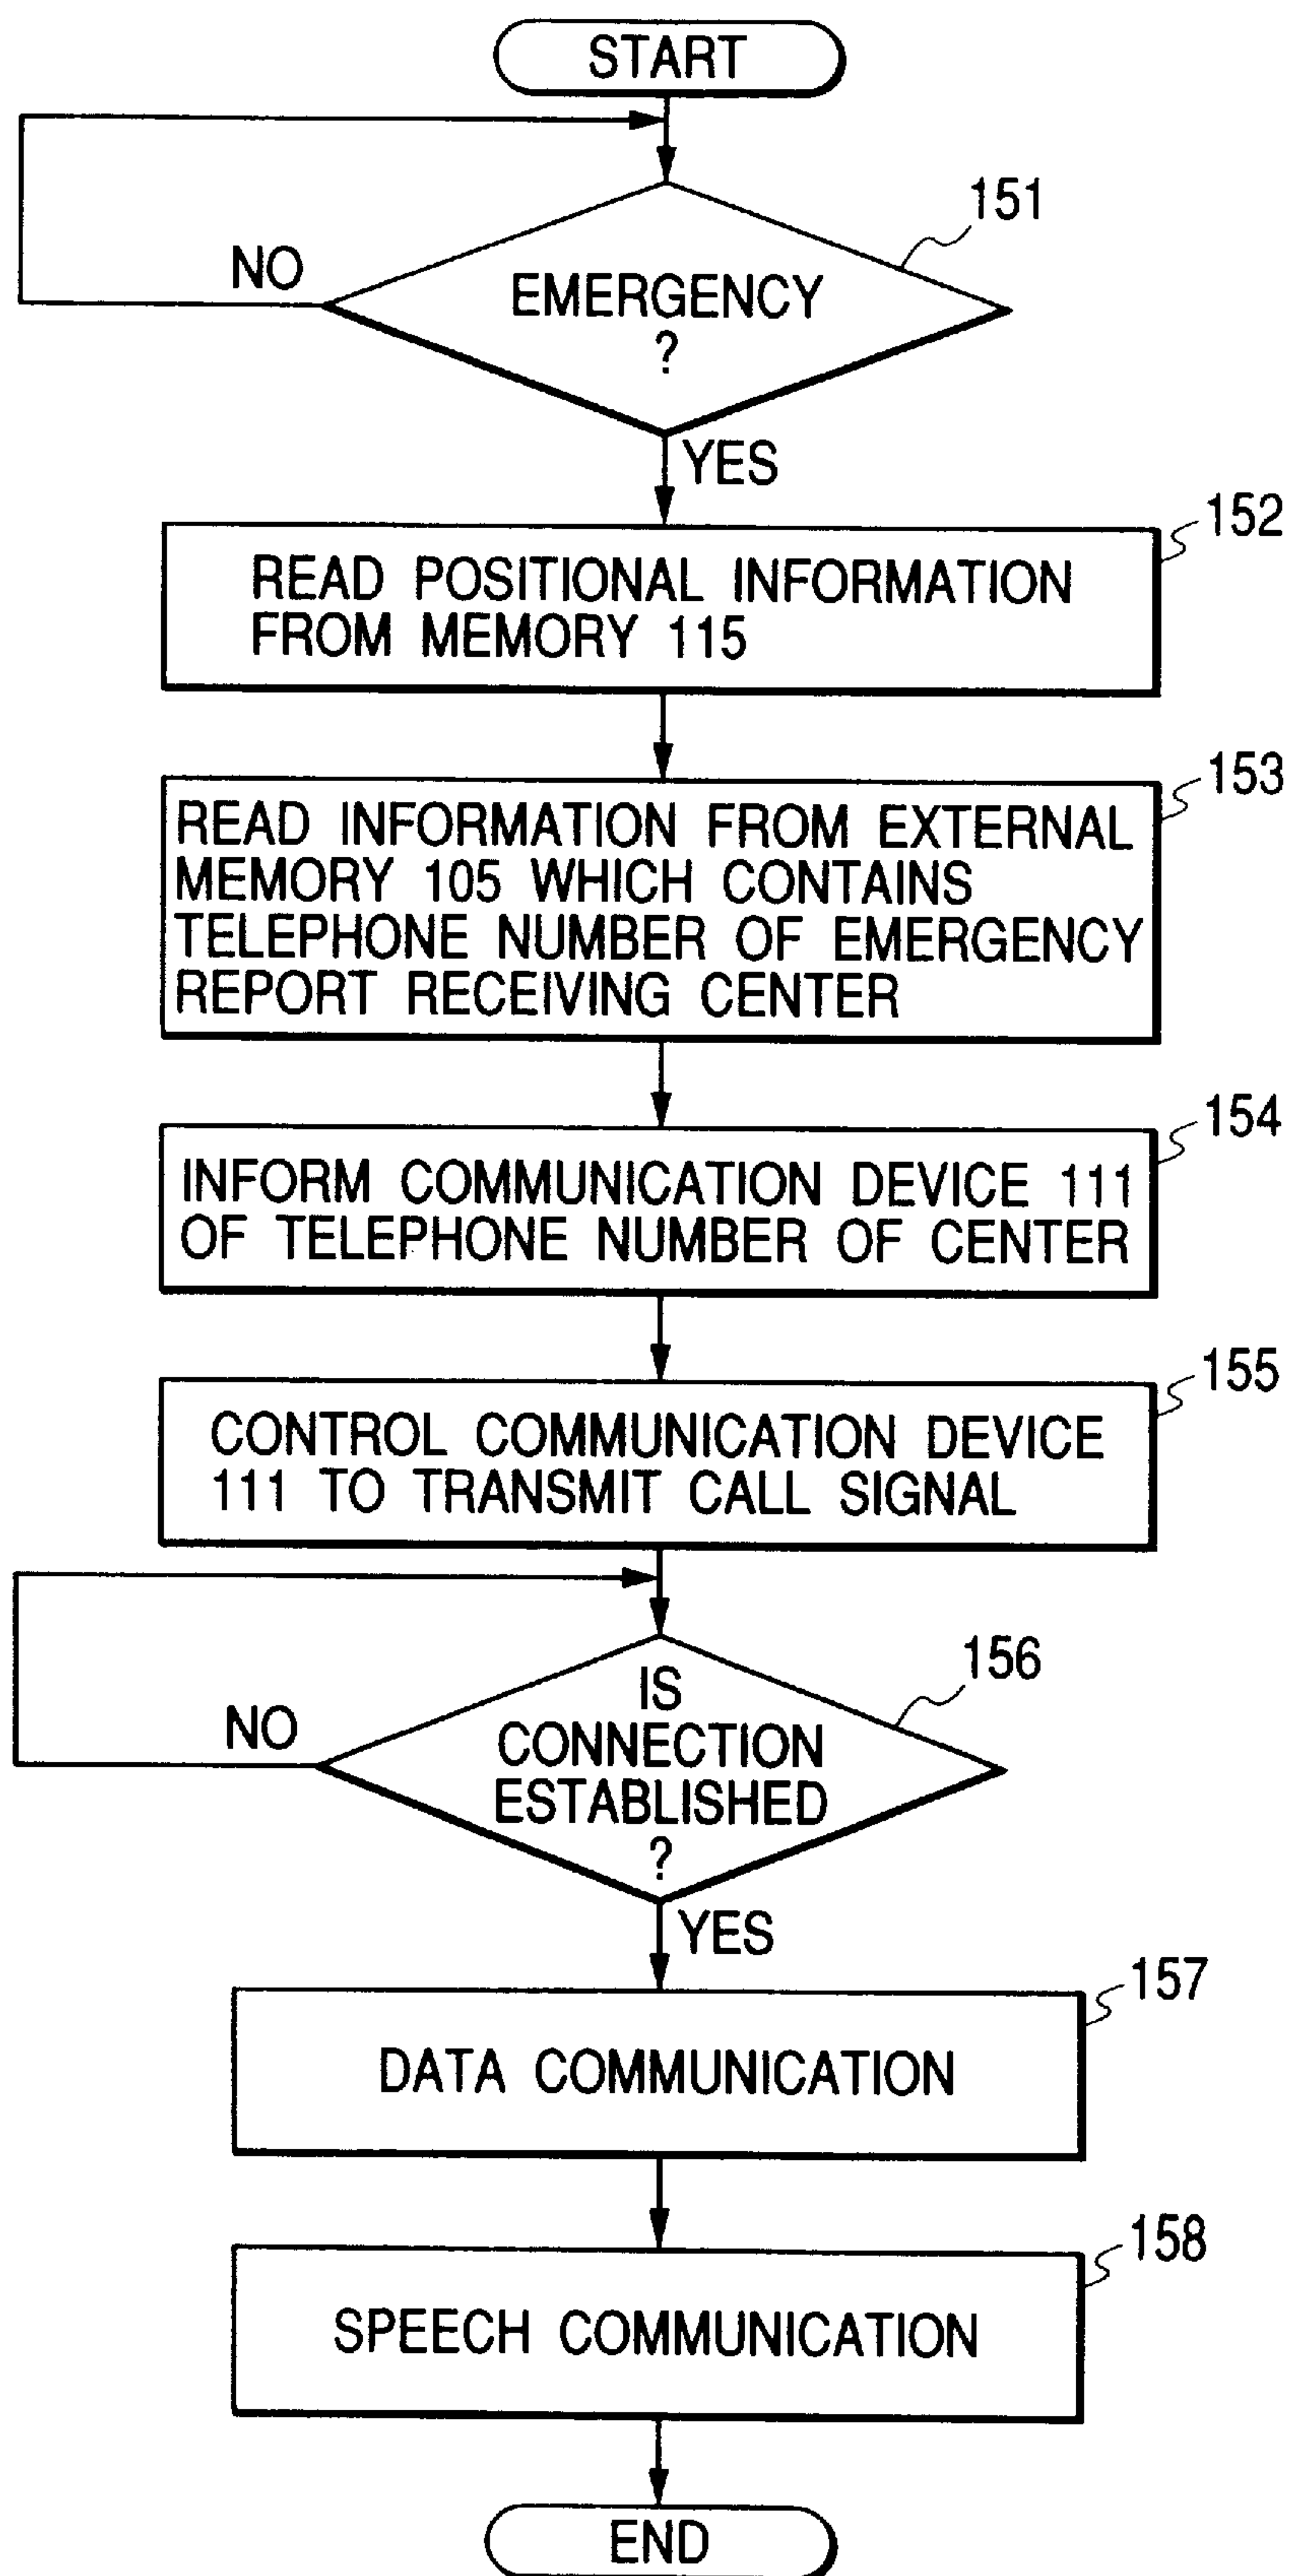 START
151
NO
EMERGENCY
?
YES
152
READ POSITIONAL INFORMATION
FROM MEMORY 115
153
READ INFORMATION FROM EXTERNAL
MEMORY 105 WHICH CONTAINS
TELEPHONE NUMBER OF EMERGENCY
REPORT RECEIVING CENTER
154
INFORM COMMUNICATION DEVICE 111
OF TELEPHONE NUMBER OF CENTER
155
CONTROL COMMUNICATION DEVICE
111 TO TRANSMIT CALL SIGNAL
156
NO
IS
CONNECTION
ESTABLISHED
?
YES
157
DATA COMMUNICATION
158
SPEECH COMMUNICATION
END